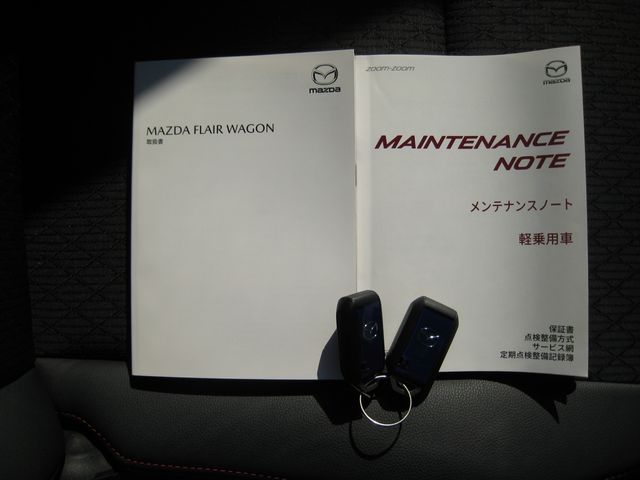 mazda
MAZDA FLAIR WAGON
取扱書
zoom-zoom
mazda
MAINTENANCE
NOTE
メンテナンスノート
軽乗用車
保証書
点検整備方式
サービス網
定期点検整備記録簿